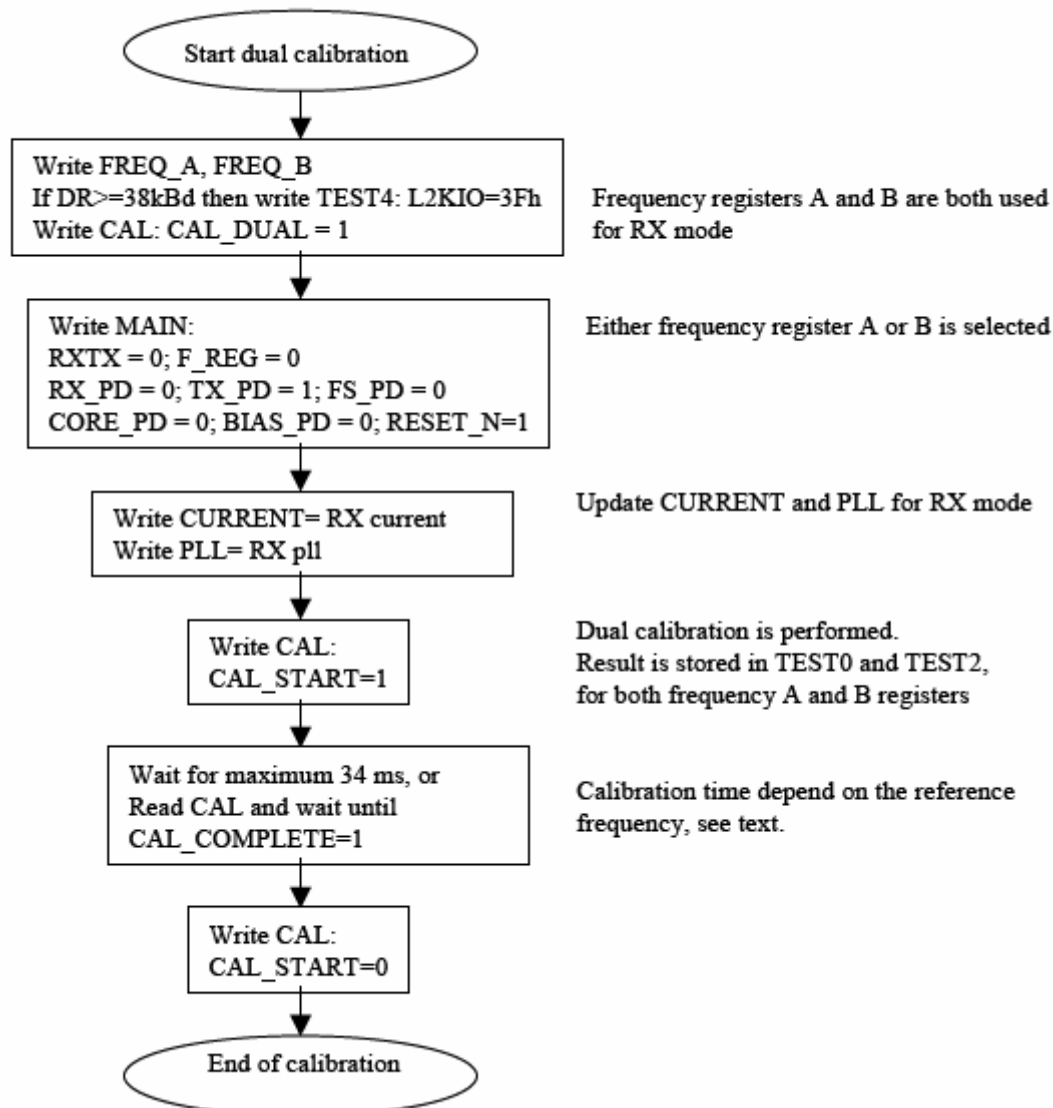 Start dual calibration
Write FREQ_A, FREQ_B
If DR>=38kBd then write TEST4: L2KIO=3Fh
Write CAL: CAL_DUAL = 1
Frequency registers A and B are both used
for RX mode
Write MAIN:
RXTX = 0; F_REG = 0
RX_PD = 0; TX_PD = 1; FS_PD = 0
CORE_PD = 0; BIAS_PD = 0; RESET_N=1
Either frequency register A or B is selected
Write CURRENT= RX current
Write PLL= RX pll
Update CURRENT and PLL for RX mode
Write CAL:
CAL_START=1
Dual calibration is performed.
Result is stored in TEST0 and TEST2,
for both frequency A and B registers
Wait for maximum 34 ms, or
Read CAL and wait until
CAL_COMPLETE=1
Calibration time depend on the reference
frequency, see text.
Write CAL:
CAL_START=0
End of calibration